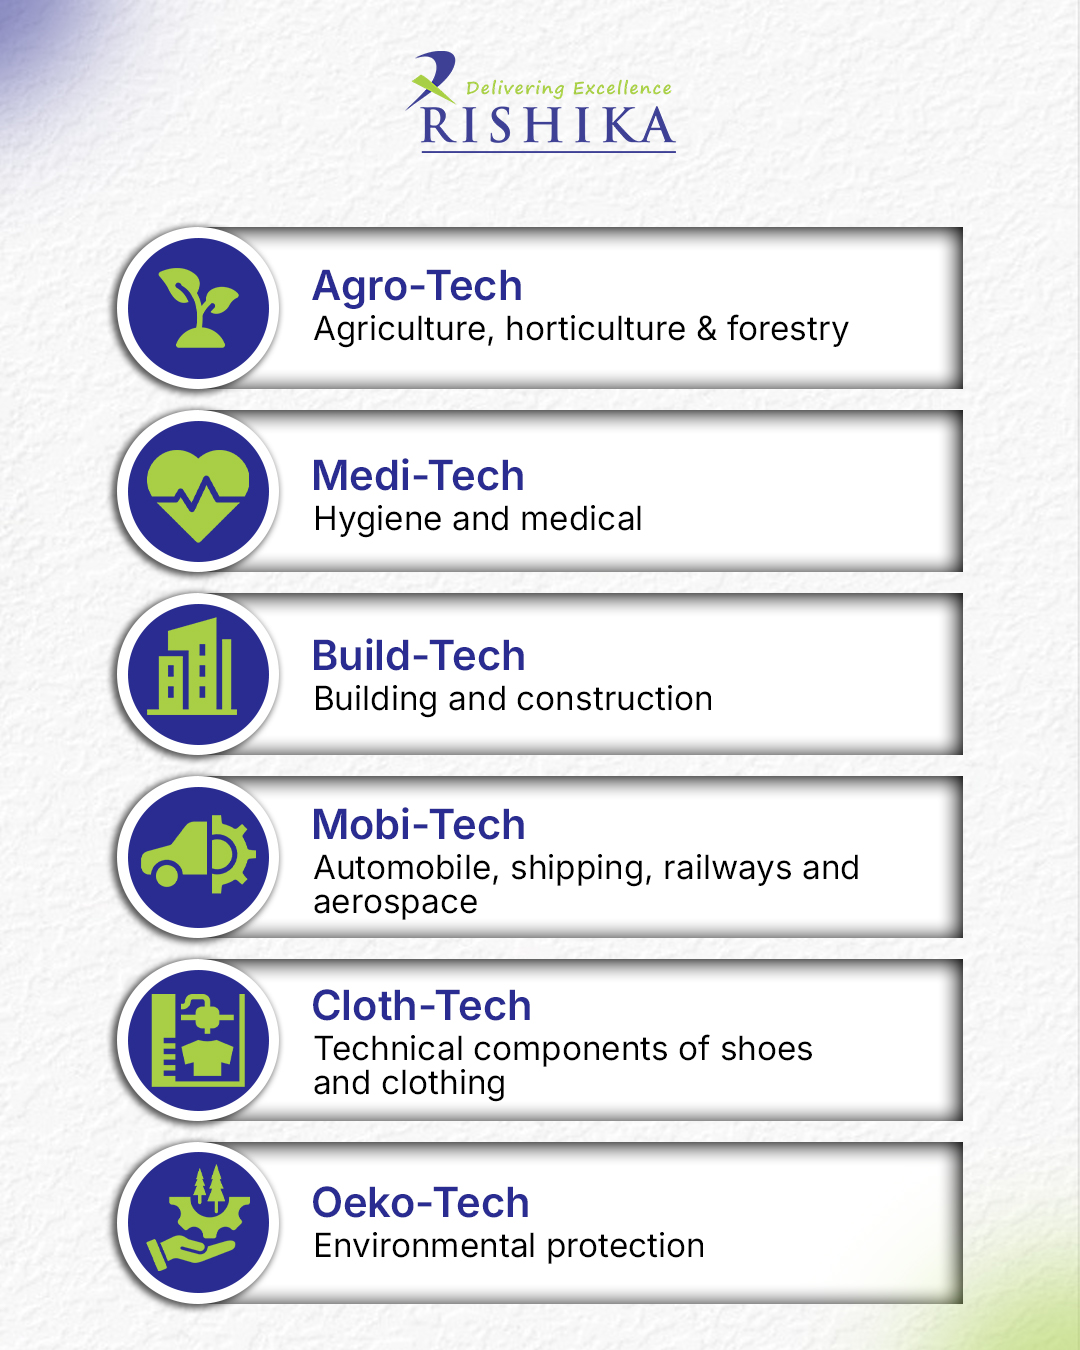 Delivering Excellence
RISHIKA
Agro-Tech
Agriculture, horticulture & forestry
Medi-Tech
Hygiene and medical
Build-Tech
Building and construction
Mobi-Tech
Automobile, shipping, railways and
aerospace
Cloth-Tech
Technical components of shoes
and clothing
Oeko-Tech
Environmental protection